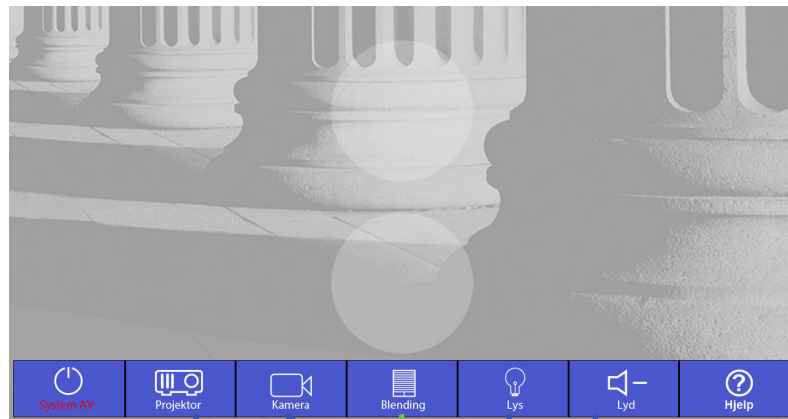 System AV
Projektor
Kamera
Blending
Lys
Lyd
Hjelp